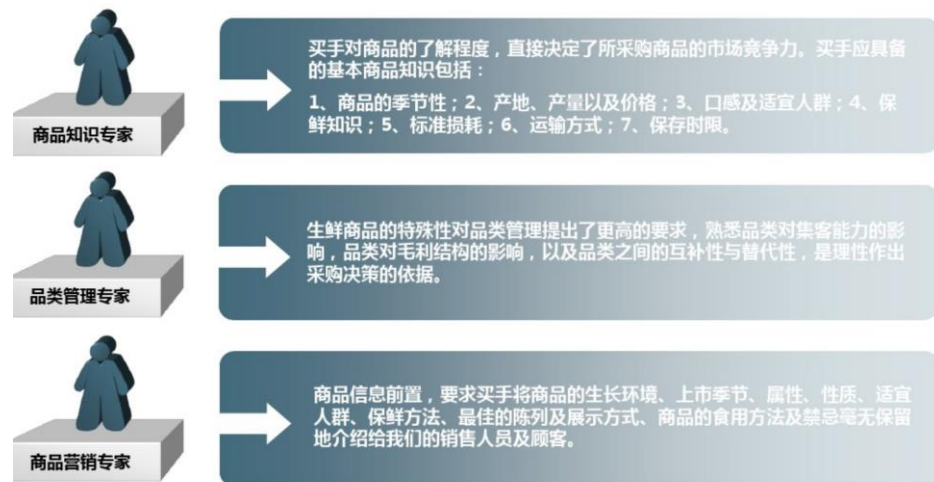 商品知识专家
买手对商品的了解程度，直接决定了所采购商品的市场竞争力。买手应具备
的基本商品知识包括：
1、商品的季节性；2、产地、产量以及价格；3、口感及适宜人群；4、保
鲜知识；5、标准损耗；6、运输方式；7、保存时限。
品类管理专家
生鲜商品的特殊性对品类管理提出了更高的要求，熟悉品类对集客能力的影
响，品类对毛利结构的影响，以及品类之间的互补性与替代性，是理性作出
采购决策的依据。
商品营销专家
商品信息前置，要求买手将商品的生长环境、上市季节、属性、性质、适宜
人群、保鲜方法、最佳的陈列及展示方式、商品的食用方法及禁忌毫无保留
地介绍给我们的销售人员及顾客。